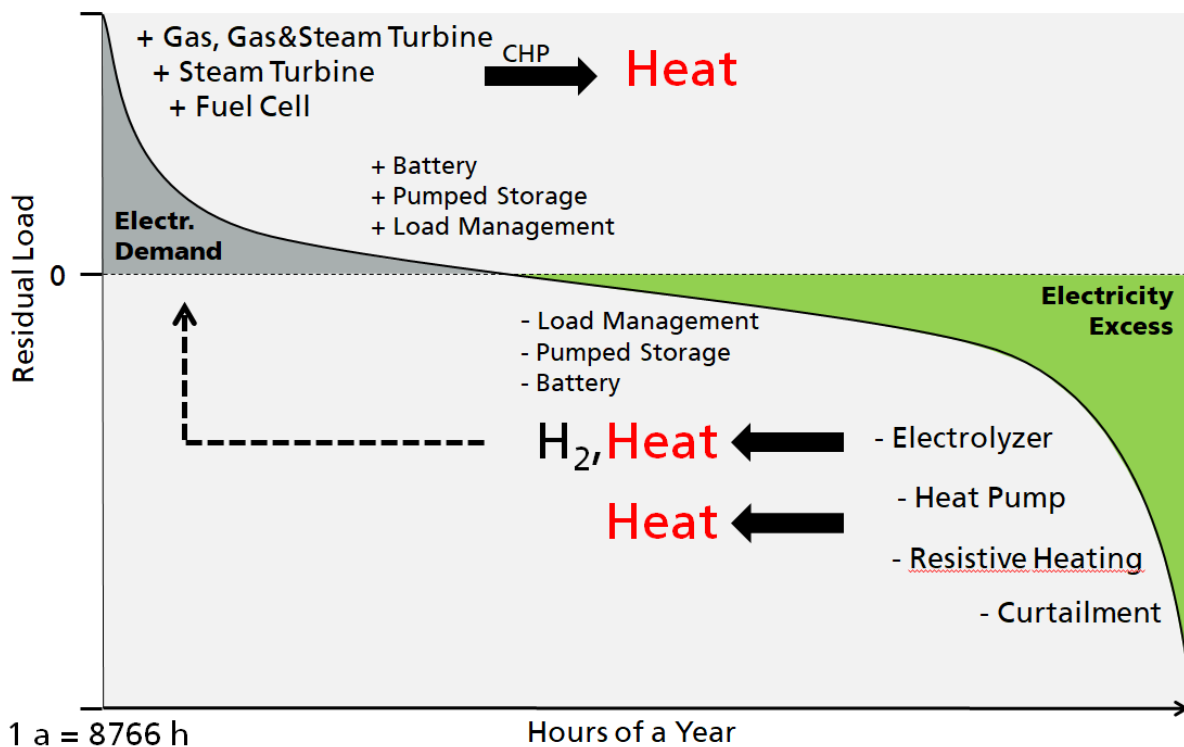 + Gas, Gas&Steam Turbine
+ Steam Turbine
+ Fuel Cell
CHP
Heat
+ Battery
+ Pumped Storage
+ Load Management
Electr.
Demand
Residual Load
0
Electricity
Excess
- Load Management
- Pumped Storage
- Battery
H₂, Heat
- Electrolyzer
- Heat Pump
Heat
- Resistive Heating
- Curtailment
1 a = 8766 h
Hours of a Year